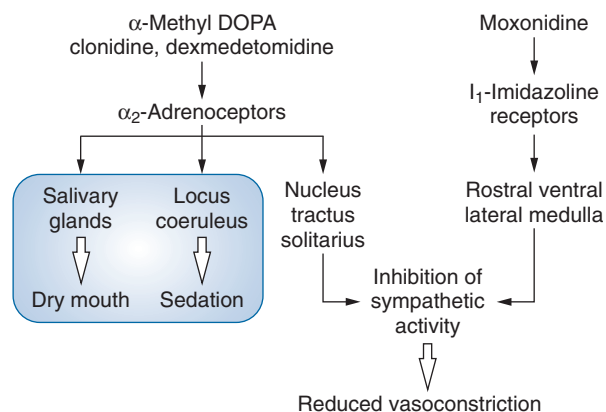 α-Methyl DOPA
clonidine, dexmedetomidine
Moxonidine
α2-Adrenoceptors
I1-Imidazoline
receptors
Salivary
glands
Locus
coeruleus
Nucleus
tractus
solitarius
Rostral ventral
lateral medulla
Dry mouth
Sedation
Inhibition of
sympathetic
activity
Reduced vasoconstriction